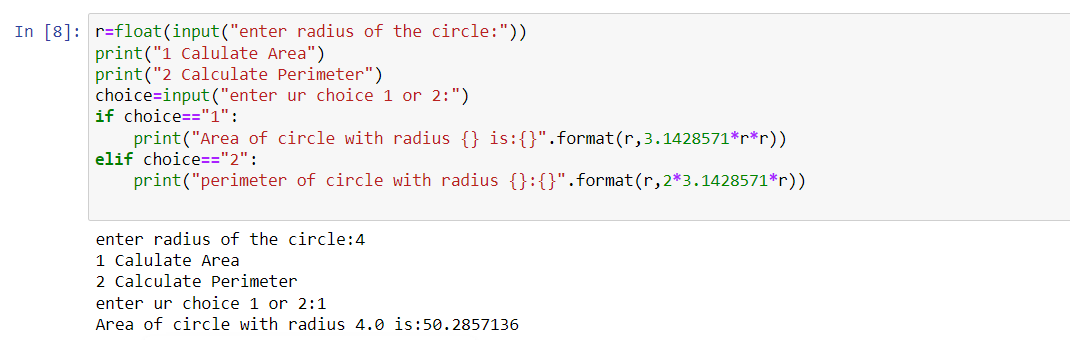 In [8]: r=float(input("enter radius of the circle:"))
print("1 Calulate Area")
print("2 Calculate Perimeter")
choice=input("enter ur choice 1 or 2:")
if choice=="1":
    print("Area of circle with radius {} is:{}".format(r,3.1428571*r*r))
elif choice=="2":
    print("perimeter of circle with radius {}:{}".format(r,2*3.1428571*r))
enter radius of the circle:4
1 Calulate Area
2 Calculate Perimeter
enter ur choice 1 or 2:1
Area of circle with radius 4.0 is:50.2857136